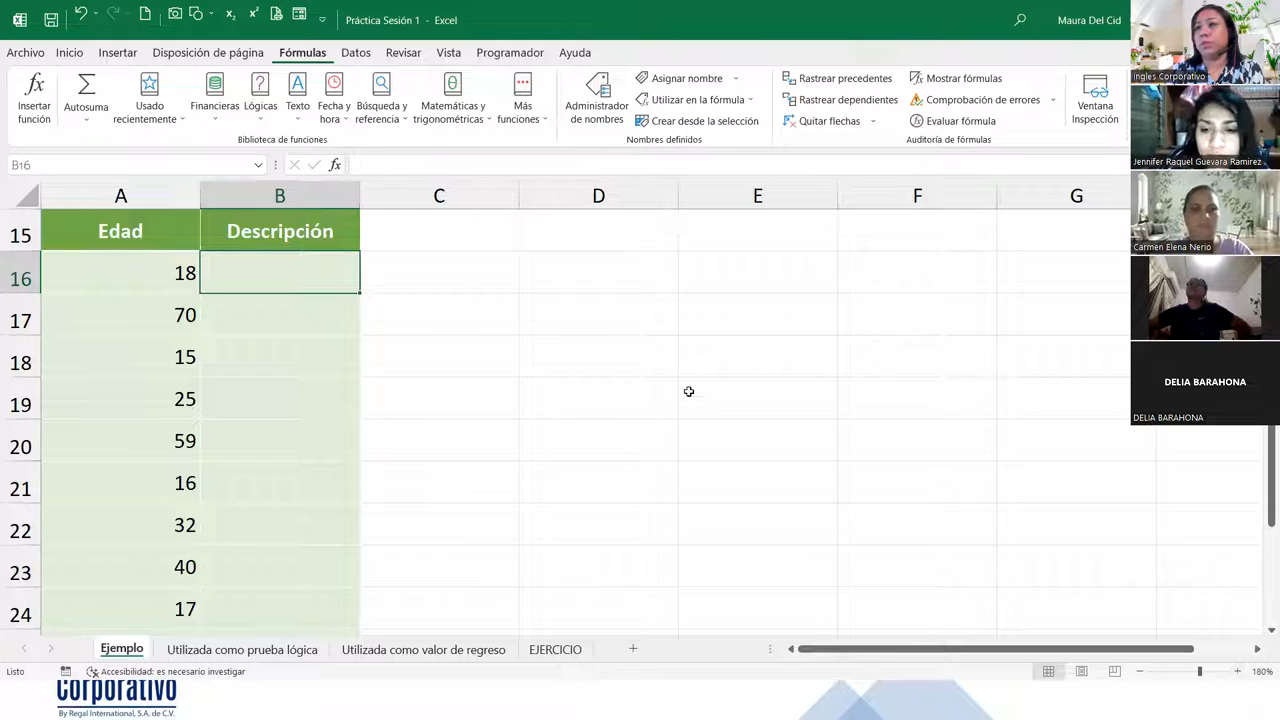 Práctica Sesión 1 - Excel
Maura Del Cid
Archivo Inicio Insertar Disposición de página Fórmulas Datos Revisar Vista Programador Ayuda
Insertar función
Autosuma
Usado recientemente
Financieras
Lógicas
Texto
Fecha y hora
Búsqueda y referencia
Matemáticas y trigonométricas
Más funciones
Biblioteca de funciones
Administrador de nombres
Asignar nombre
Utilizar en la fórmula
Crear desde la selección
Nombres definidos
Rastrear precedentes
Rastrear dependientes
Quitar flechas
Mostrar fórmulas
Comprobación de errores
Evaluar fórmula
Auditoría de fórmulas
Ventana Inspección
B16
fx
A B C D E F G
15 Edad Descripción
16 18
17 70
18 15
19 25
20 59
21 16
22 32
23 40
24 17
Ejemplo Utilizada como prueba lógica Utilizada como valor de regreso EJERCICIO
Listo Accesibilidad: es necesario investigar 180%
Ingles Corporativo
Jennifer Raquel Guevara Ramirez
Carmen Elena Nerio
DELIA BARAHONA
DELIA BARAHONA
Corporativo
By Regal International, S.A. de C.V.